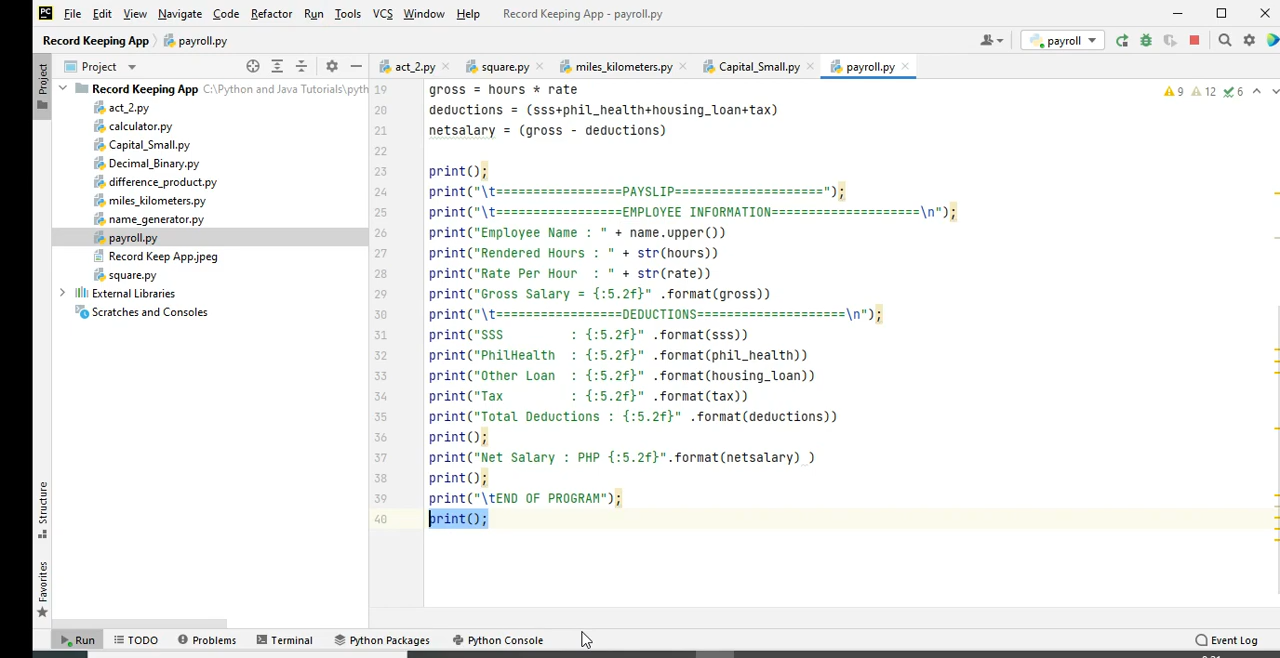 PC File Edit View Navigate Code Refactor Run Tools VCS Window Help Record Keeping App - payroll.py
Record Keeping App payroll.py payroll
Project
Project
act_2.py square.py miles_kilometers.py Capital_Small.py payroll.py
Record Keeping App C:\Python and Java Tutorials\pyth
act_2.py
calculator.py
Capital_Small.py
Decimal_Binary.py
difference_product.py
miles_kilometers.py
name_generator.py
payroll.py
Record Keep App.jpeg
square.py
External Libraries
Scratches and Consoles
9 12 6
19 gross = hours * rate
20 deductions = (sss+phil_health+housing_loan+tax)
21 netsalary = (gross - deductions)
22
23 print();
24 print("\t=================PAYSLIP====================");
25 print("\t=================EMPLOYEE INFORMATION====================\n");
26 print("Employee Name : " + name.upper())
27 print("Rendered Hours : " + str(hours))
28 print("Rate Per Hour  : " + str(rate))
29 print("Gross Salary = {:5.2f}" .format(gross))
30 print("\t=================DEDUCTIONS====================\n");
31 print("SSS         : {:5.2f}" .format(sss))
32 print("PhilHealth  : {:5.2f}" .format(phil_health))
33 print("Other Loan  : {:5.2f}" .format(housing_loan))
34 print("Tax         : {:5.2f}" .format(tax))
35 print("Total Deductions : {:5.2f}" .format(deductions))
36 print();
37 print("Net Salary : PHP {:5.2f}".format(netsalary) )
38 print();
39 print("\tEND OF PROGRAM");
40 print();
Structure
Favorites
Run TODO Problems Terminal Python Packages Python Console Event Log